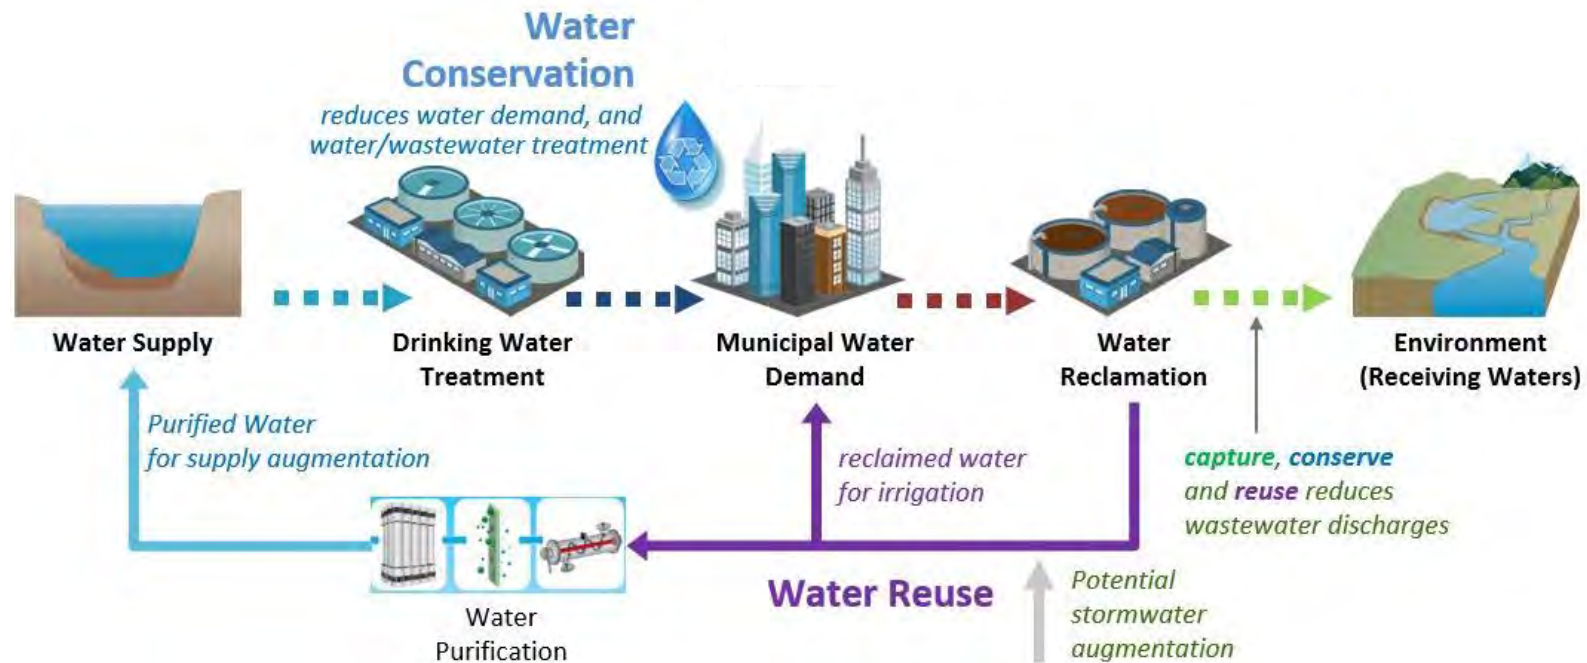 Water
Conservation
reduces water demand, and
water/wastewater treatment
Water Supply
Drinking Water
Treatment
Municipal Water
Demand
Water
Reclamation
Environment
(Receiving Waters)
Purified Water
for supply augmentation
reclaimed water
for irrigation
capture, conserve
and reuse reduces
wastewater discharges
Water
Purification
Water Reuse
Potential
stormwater
augmentation